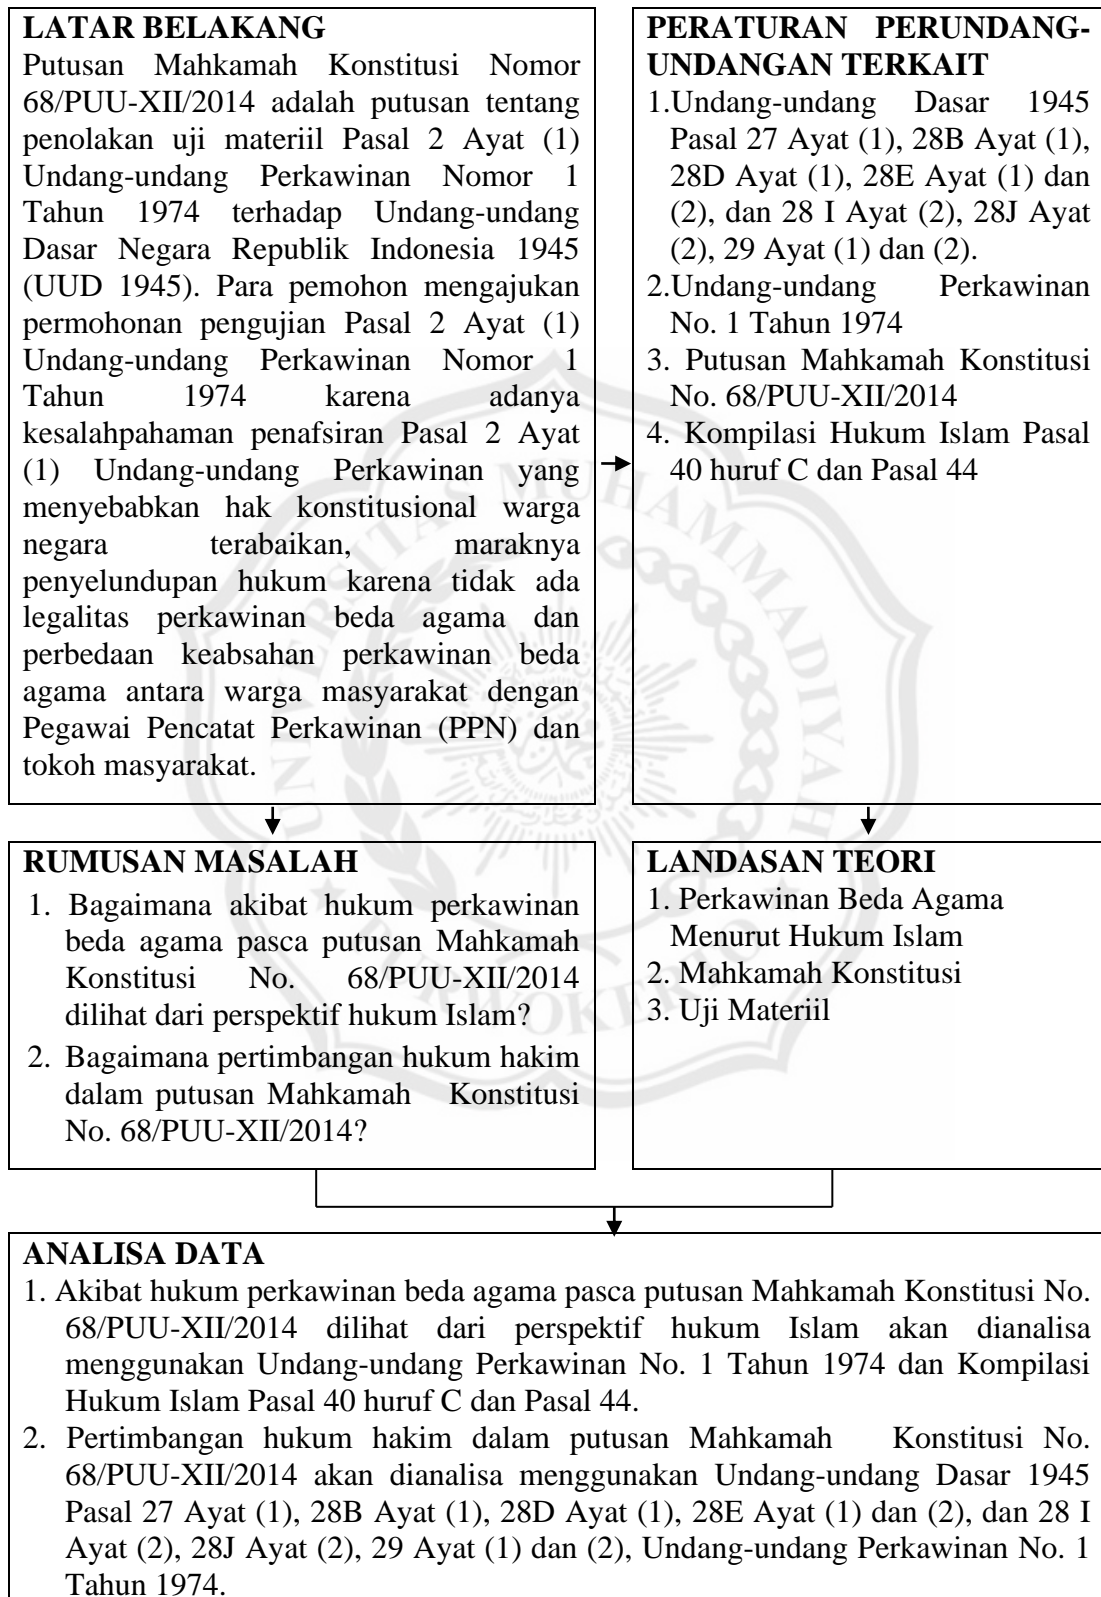 LATAR BELAKANG
Putusan Mahkamah Konstitusi Nomor
68/PUU-XII/2014 adalah putusan tentang
penolakan uji materiil Pasal 2 Ayat (1)
Undang-undang Perkawinan Nomor 1
Tahun 1974 terhadap Undang-undang
Dasar Negara Republik Indonesia 1945
(UUD 1945). Para pemohon mengajukan
permohonan pengujian Pasal 2 Ayat (1)
Undang-undang Perkawinan Nomor 1
Tahun 1974 karena adanya
kesalahpahaman penafsiran Pasal 2 Ayat
(1) Undang-undang Perkawinan yang
menyebabkan hak konstitusional warga
negara terabaikan, maraknya
penyelundupan hukum karena tidak ada
legalitas perkawinan beda agama dan
perbedaan keabsahan perkawinan beda
agama antara warga masyarakat dengan
Pegawai Pencatat Perkawinan (PPN) dan
tokoh masyarakat.
PERATURAN PERUNDANG-
UNDANGAN TERKAIT
1.Undang-undang Dasar 1945
Pasal 27 Ayat (1), 28B Ayat (1),
28D Ayat (1), 28E Ayat (1) dan
(2), dan 28 I Ayat (2), 28J Ayat
(2), 29 Ayat (1) dan (2).
2.Undang-undang Perkawinan
No. 1 Tahun 1974
3. Putusan Mahkamah Konstitusi
No. 68/PUU-XII/2014
4. Kompilasi Hukum Islam Pasal
40 huruf C dan Pasal 44
RUMUSAN MASALAH
1. Bagaimana akibat hukum perkawinan
beda agama pasca putusan Mahkamah
Konstitusi No. 68/PUU-XII/2014
dilihat dari perspektif hukum Islam?
2. Bagaimana pertimbangan hukum hakim
dalam putusan Mahkamah Konstitusi
No. 68/PUU-XII/2014?
LANDASAN TEORI
1. Perkawinan Beda Agama
Menurut Hukum Islam
2. Mahkamah Konstitusi
3. Uji Materiil
ANALISA DATA
1. Akibat hukum perkawinan beda agama pasca putusan Mahkamah Konstitusi No.
68/PUU-XII/2014 dilihat dari perspektif hukum Islam akan dianalisa
menggunakan Undang-undang Perkawinan No. 1 Tahun 1974 dan Kompilasi
Hukum Islam Pasal 40 huruf C dan Pasal 44.
2. Pertimbangan hukum hakim dalam putusan Mahkamah Konstitusi No.
68/PUU-XII/2014 akan dianalisa menggunakan Undang-undang Dasar 1945
Pasal 27 Ayat (1), 28B Ayat (1), 28D Ayat (1), 28E Ayat (1) dan (2), dan 28 I
Ayat (2), 28J Ayat (2), 29 Ayat (1) dan (2), Undang-undang Perkawinan No. 1
Tahun 1974.
UNIVERSITAS MUHAMMADIYAH
PURWOKERTO